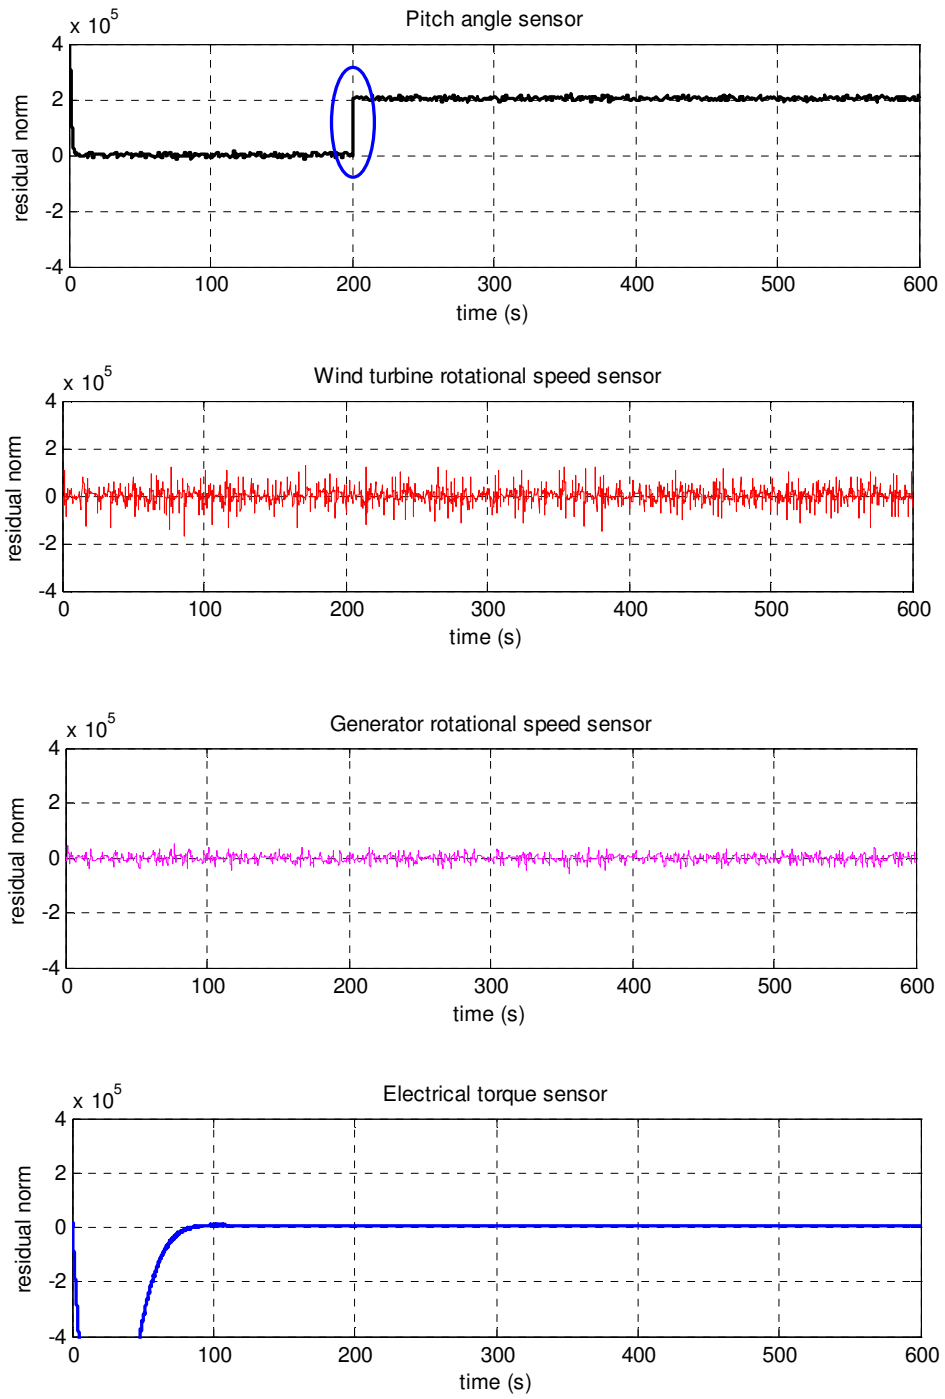 Pitch angle sensor
x 10^5
4
2
0
-2
-4
residual norm
0 100 200 300 400 500 600
time (s)
Wind turbine rotational speed sensor
x 10^5
4
2
0
-2
-4
residual norm
0 100 200 300 400 500 600
time (s)
Generator rotational speed sensor
x 10^5
4
2
0
-2
-4
residual norm
0 100 200 300 400 500 600
time (s)
Electrical torque sensor
x 10^5
4
2
0
-2
-4
residual norm
0 100 200 300 400 500 600
time (s)